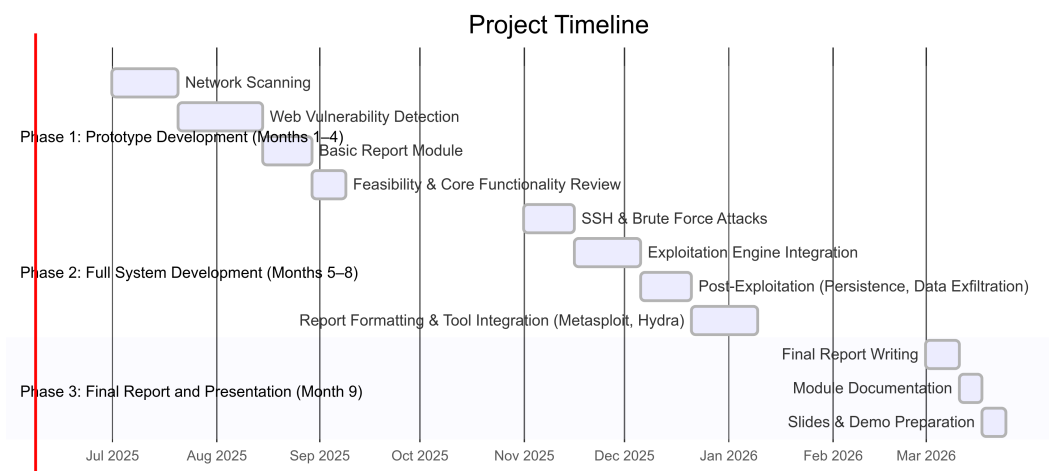 Project Timeline
Network Scanning
Web Vulnerability Detection
Phase 1: Prototype Development (Months 1–4)
Basic Report Module
Feasibility & Core Functionality Review
SSH & Brute Force Attacks
Exploitation Engine Integration
Phase 2: Full System Development (Months 5–8)
Post-Exploitation (Persistence, Data Exfiltration)
Report Formatting & Tool Integration (Metasploit, Hydra)
Final Report Writing
Module Documentation
Phase 3: Final Report and Presentation (Month 9)
Slides & Demo Preparation
Jul 2025 Aug 2025 Sep 2025 Oct 2025 Nov 2025 Dec 2025 Jan 2026 Feb 2026 Mar 2026